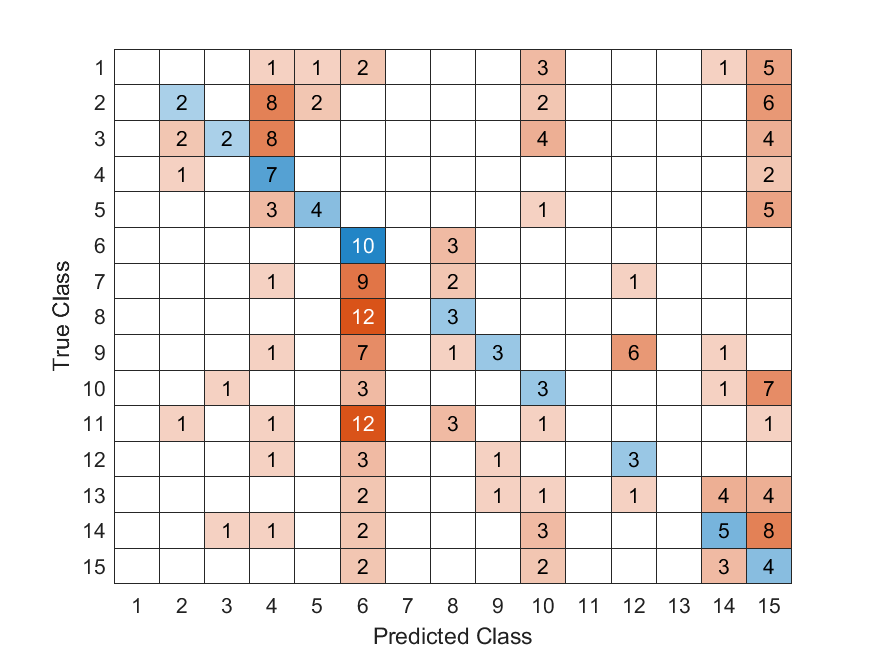 1 1 1 2 3 1 5
2 2 8 2 2 6
3 2 2 8 4 4
4 1 7 2
5 3 4 1 5
6 10 3
7 1 9 2 1
8 12 3
9 1 7 1 3 6 1
10 1 3 3 1 7
11 1 1 12 3 1 1
12 1 3 1 3
13 2 1 1 1 4 4
14 1 1 2 3 5 8
15 2 2 3 4
1 2 3 4 5 6 7 8 9 10 11 12 13 14 15
Predicted Class
True Class